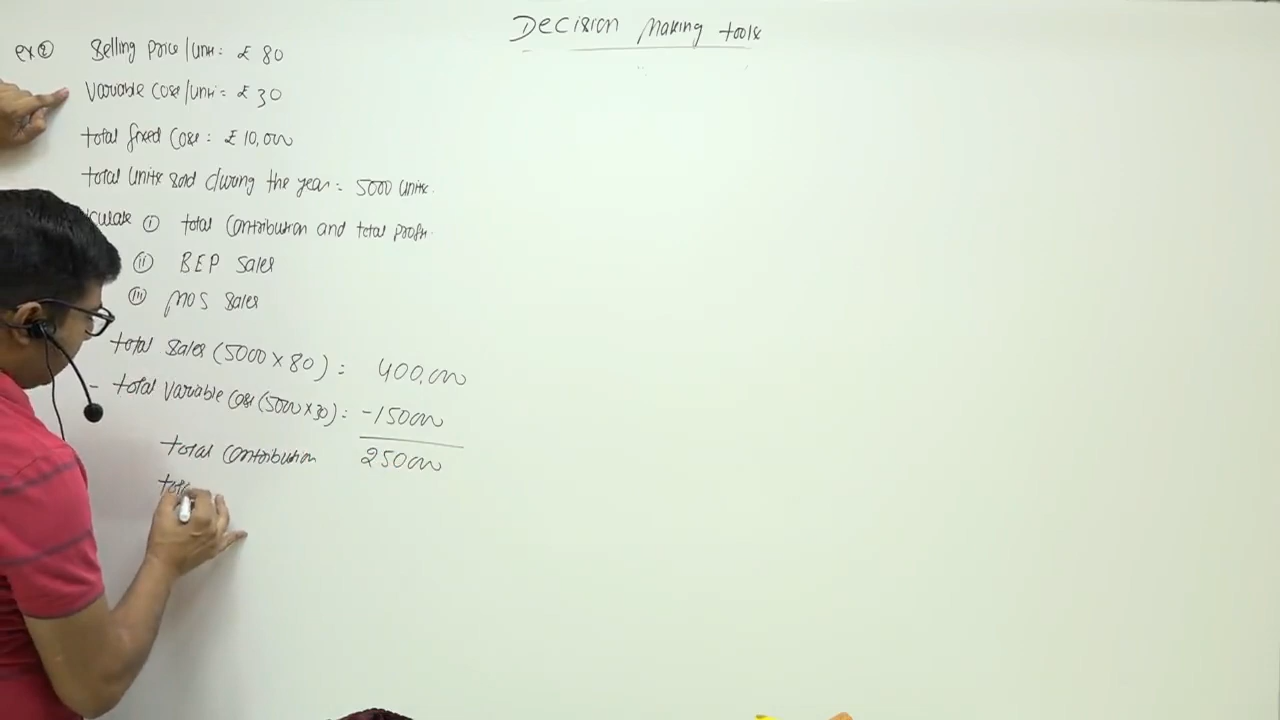 Decision Making tools
ex② Selling price/unit: £ 80
Variable Cost/unit = £ 30
total fixed Cost: £ 10,000
total units sold during the year = 5000 units.
culate ① total Contribution and total profit.
ⓘⓘ BEP Sales
ⓘⓘⓘ MOS Sales
total Sales (5000 × 80) : 400,000
- total Variable Cost (5000 × 30) : - 150000
total Contribution 250000
tota